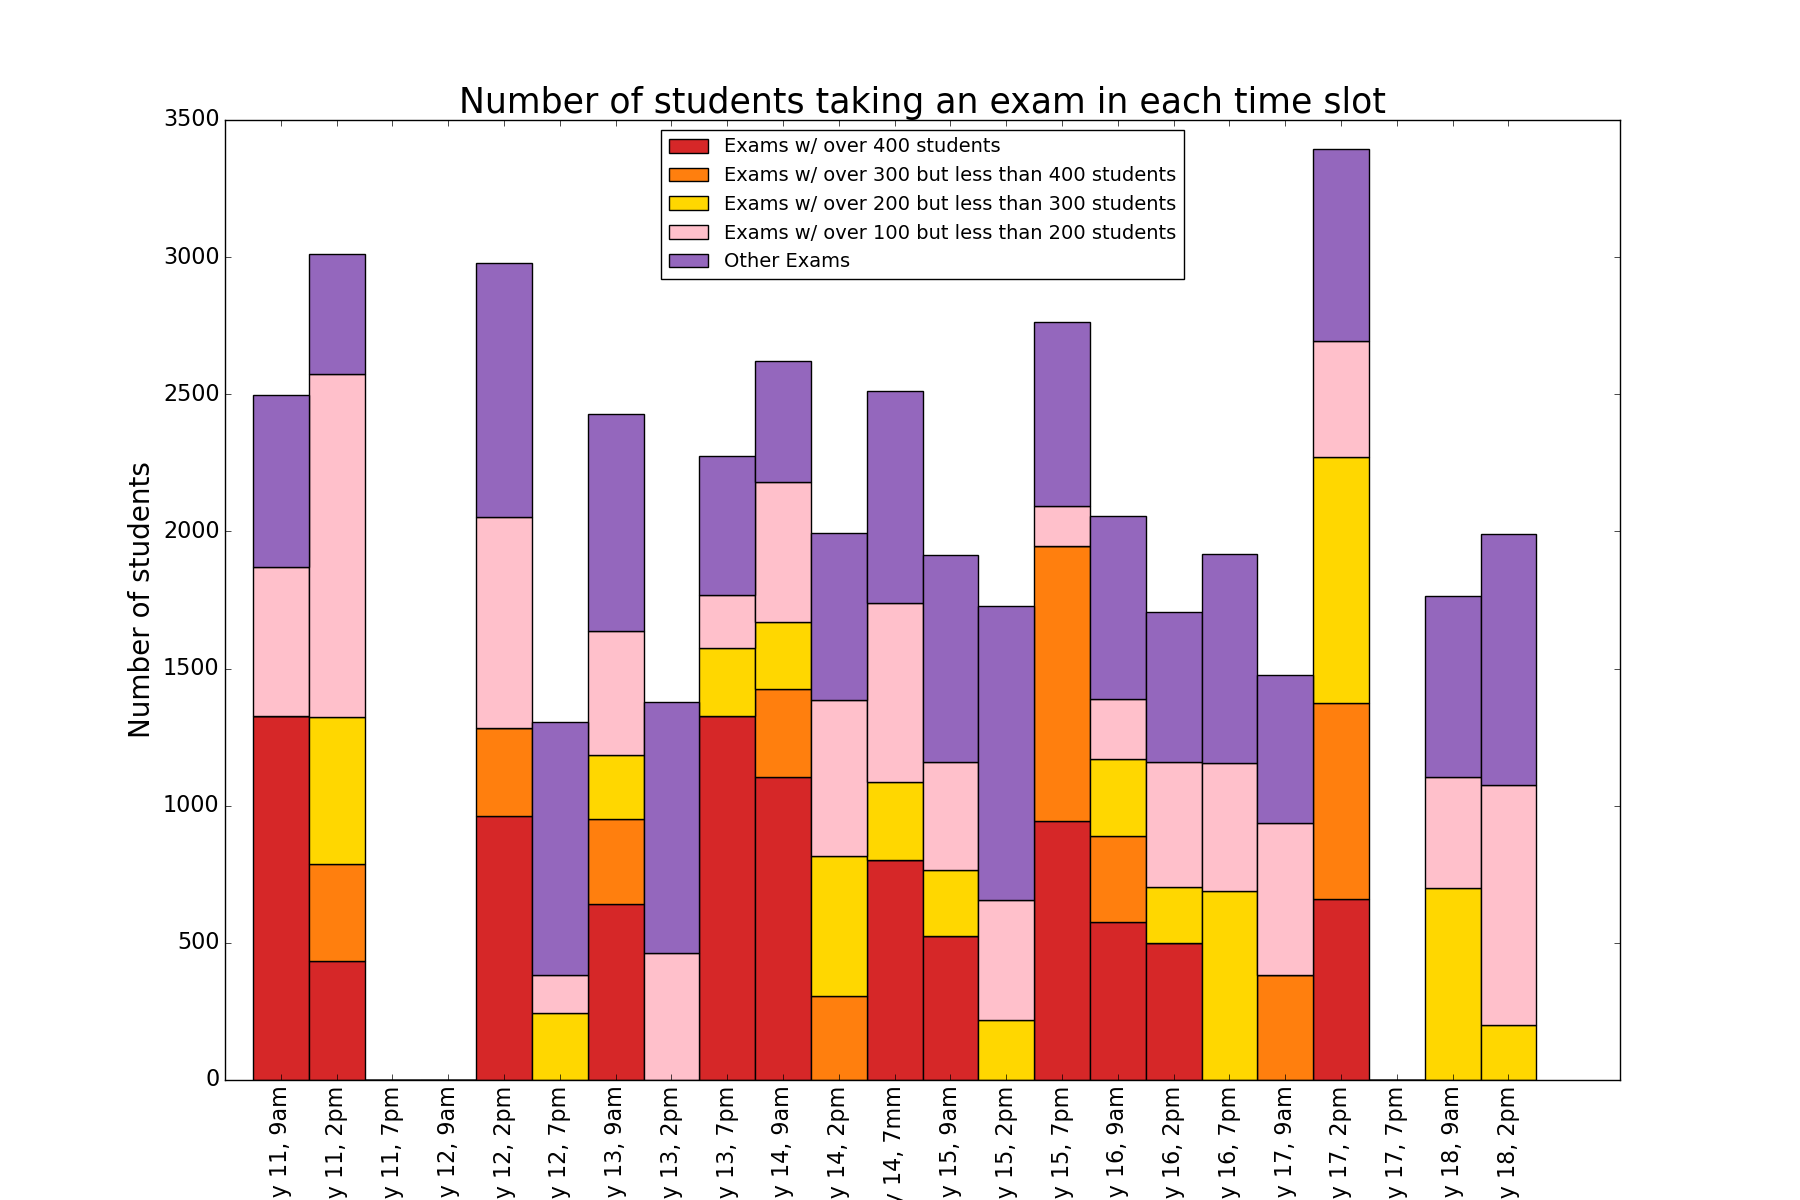 Number of students taking an exam in each time slot
Exams w/ over 400 students
Exams w/ over 300 but less than 400 students
Exams w/ over 200 but less than 300 students
Exams w/ over 100 but less than 200 students
Other Exams
Number of students
3500
3000
2500
2000
1500
1000
500
0
y 11, 9am
y 11, 2pm
y 11, 7pm
y 12, 9am
y 12, 2pm
y 12, 7pm
y 13, 9am
y 13, 2pm
y 13, 7pm
y 14, 9am
y 14, 2pm
y 14, 7mm
y 15, 9am
y 15, 2pm
y 15, 7pm
y 16, 9am
y 16, 2pm
y 16, 7pm
y 17, 9am
y 17, 2pm
y 17, 7pm
y 18, 9am
y 18, 2pm